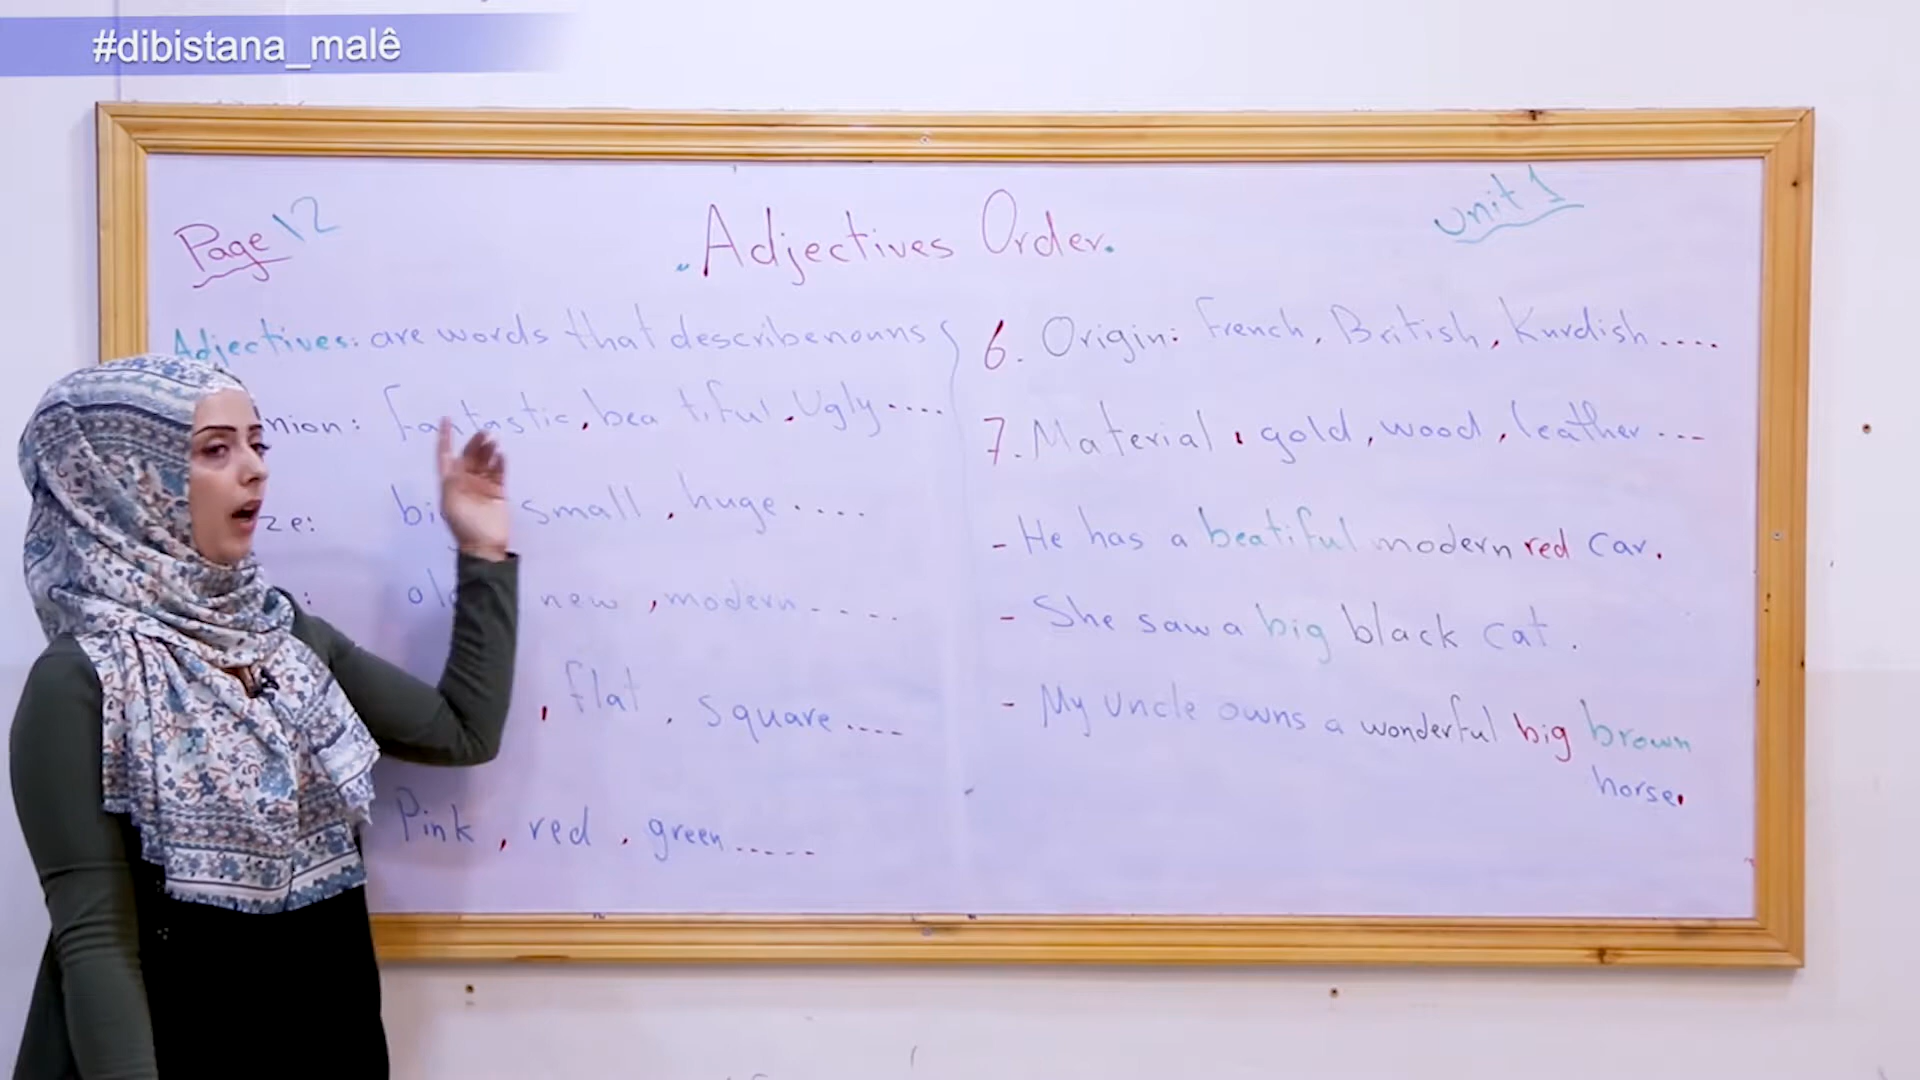 #dibistana_malê
Page 12
Adjectives Order.
Unit 1
Adjectives: are words that describe nouns
nion: Fantastic, bea tiful, Ugly ....
ze: big small, huge ....
: old new, modern ....
, flat, square ....
Pink, red, green .....
6. Origin: French, British, Kurdish ....
7. Material, gold, wood, leather ...
- He has a beatiful modern red car.
- She saw a big black cat.
- My uncle owns a wonderful big brown
horse.